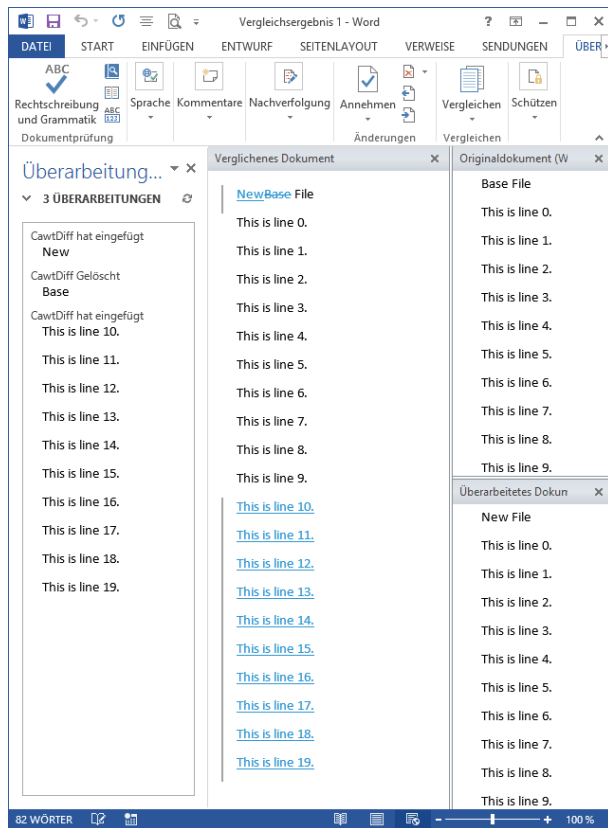 Vergleichsergebnis 1 - Word
?
DATEI START EINFÜGEN ENTWURF SEITENLAYOUT VERWEISE SENDUNGEN ÜBER
ABC
Rechtschreibung
und Grammatik
ABC
123
Sprache
Kommentare
Nachverfolgung
Annehmen
Vergleichen
Schützen
Dokumentprüfung
Änderungen
Vergleichen
Überarbeitung...
3 ÜBERARBEITUNGEN
CawtDiff hat eingefügt
New
CawtDiff Gelöscht
Base
CawtDiff hat eingefügt
This is line 10.
This is line 11.
This is line 12.
This is line 13.
This is line 14.
This is line 15.
This is line 16.
This is line 17.
This is line 18.
This is line 19.
Verglichenes Dokument
NewBase File
This is line 0.
This is line 1.
This is line 2.
This is line 3.
This is line 4.
This is line 5.
This is line 6.
This is line 7.
This is line 8.
This is line 9.
This is line 10.
This is line 11.
This is line 12.
This is line 13.
This is line 14.
This is line 15.
This is line 16.
This is line 17.
This is line 18.
This is line 19.
Originaldokument (W
Base File
This is line 0.
This is line 1.
This is line 2.
This is line 3.
This is line 4.
This is line 5.
This is line 6.
This is line 7.
This is line 8.
This is line 9.
Überarbeitetes Dokum
New File
This is line 0.
This is line 1.
This is line 2.
This is line 3.
This is line 4.
This is line 5.
This is line 6.
This is line 7.
This is line 8.
This is line 9.
82 WÖRTER
100 %